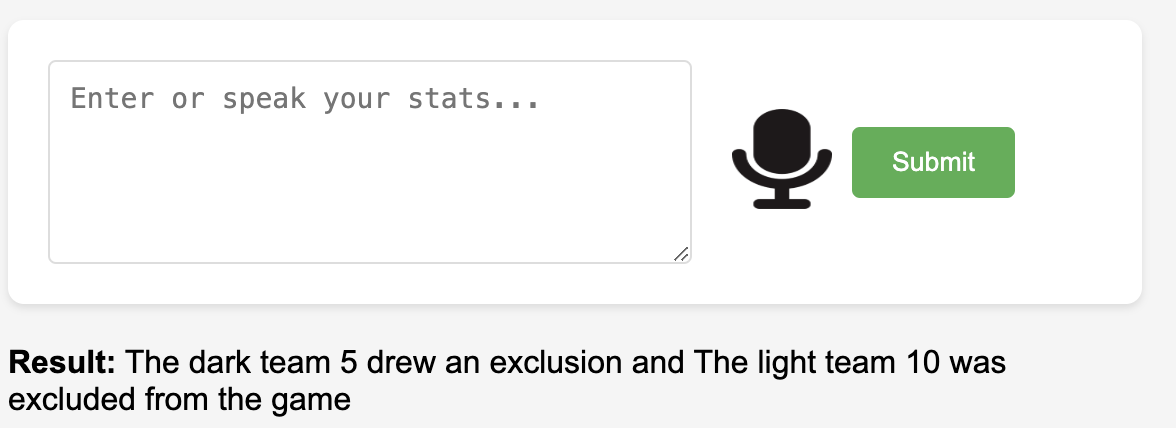 Enter or speak your stats...
Submit
Result: The dark team 5 drew an exclusion and The light team 10 was
excluded from the game